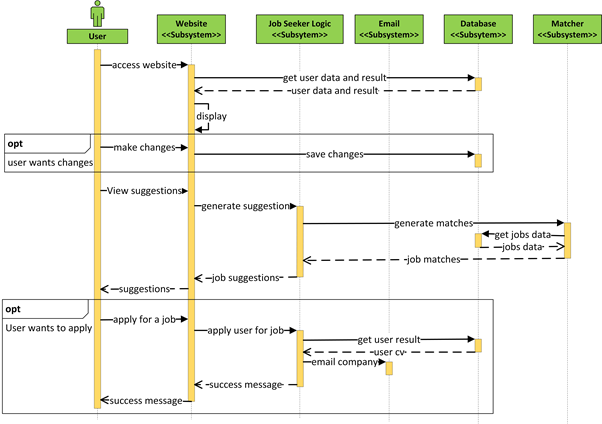 User
Website
<<Subsystem>>
Job Seeker Logic
<<Subsytem>>
Email
<<Subsystem>>
Database
<<Subsystem>>
Matcher
<<Subsystem>>
access website
get user data and result
user data and result
display
opt
user wants changes
make changes
save changes
View suggestions
generate suggestion
generate matches
get jobs data
jobs data
job matches
job suggestions
suggestions
opt
User wants to apply
apply for a job
apply user for job
get user result
user cv
email company
success message
success message